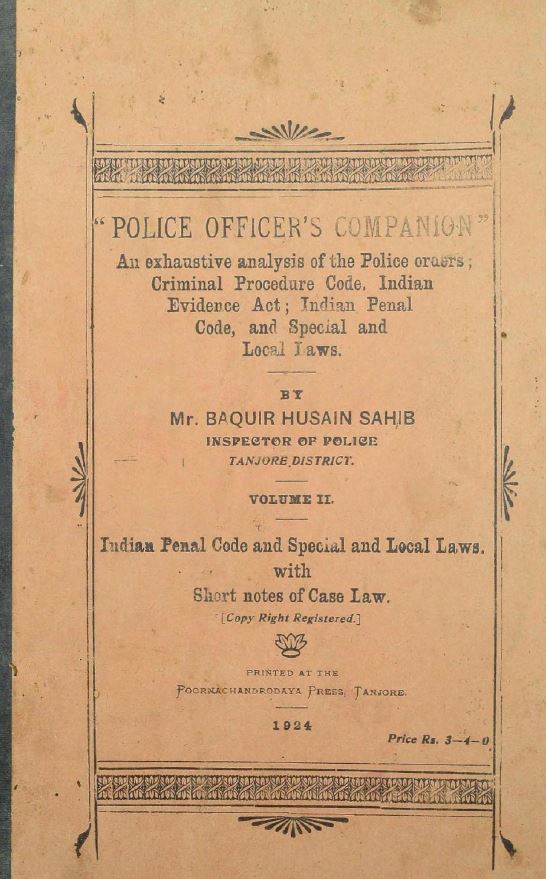 "POLICE OFFICER'S COMPANION"
An exhaustive analysis of the Police orders;
Criminal Procedure Code, Indian
Evidence Act; Indian Penal
Code, and Special and
Local Laws.
BY
Mr. BAQUIR HUSAIN SAHIB
INSPECTOR OF POLICE
TANJORE DISTRICT.
VOLUME II.
Indian Penal Code and Special and Local Laws.
with
Short notes of Case Law.
[Copy Right Registered.]
PRINTED AT THE
POORNACHANDRODAYA PRESS, TANJORE.
1924
Price Rs. 3-4-0